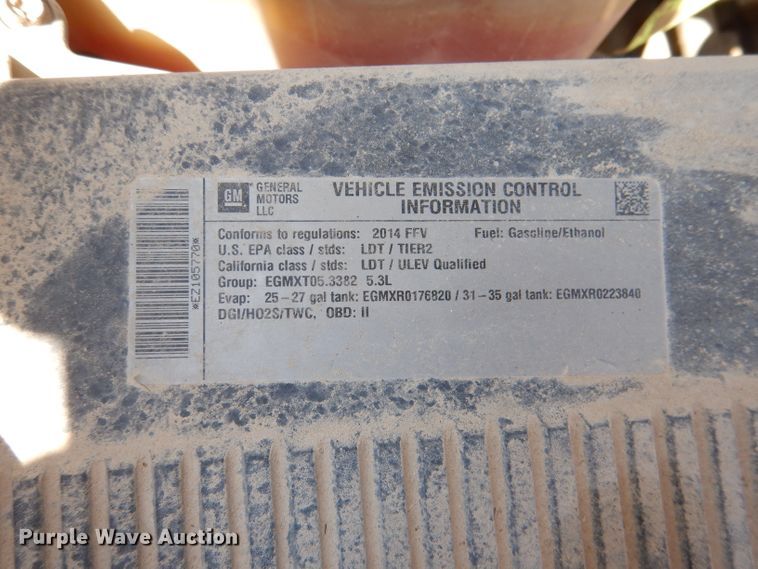 GM
GENERAL
MOTORS
LLC
VEHICLE EMISSION CONTROL
INFORMATION
Conforms to regulations: 2014 FFV Fuel: Gasoline/Ethanol
U.S. EPA class / stds: LDT / TIER2
California class / stds: LDT / ULEV Qualified
Group: EGMXT05.3382 5.3L
Evap: 25-27 gal tank: EGMXR0176820 / 31-35 gal tank: EGMXR0223840
DGI/HO2S/TWC, OBD: II
*EZ105770*
Purple Wave Auction